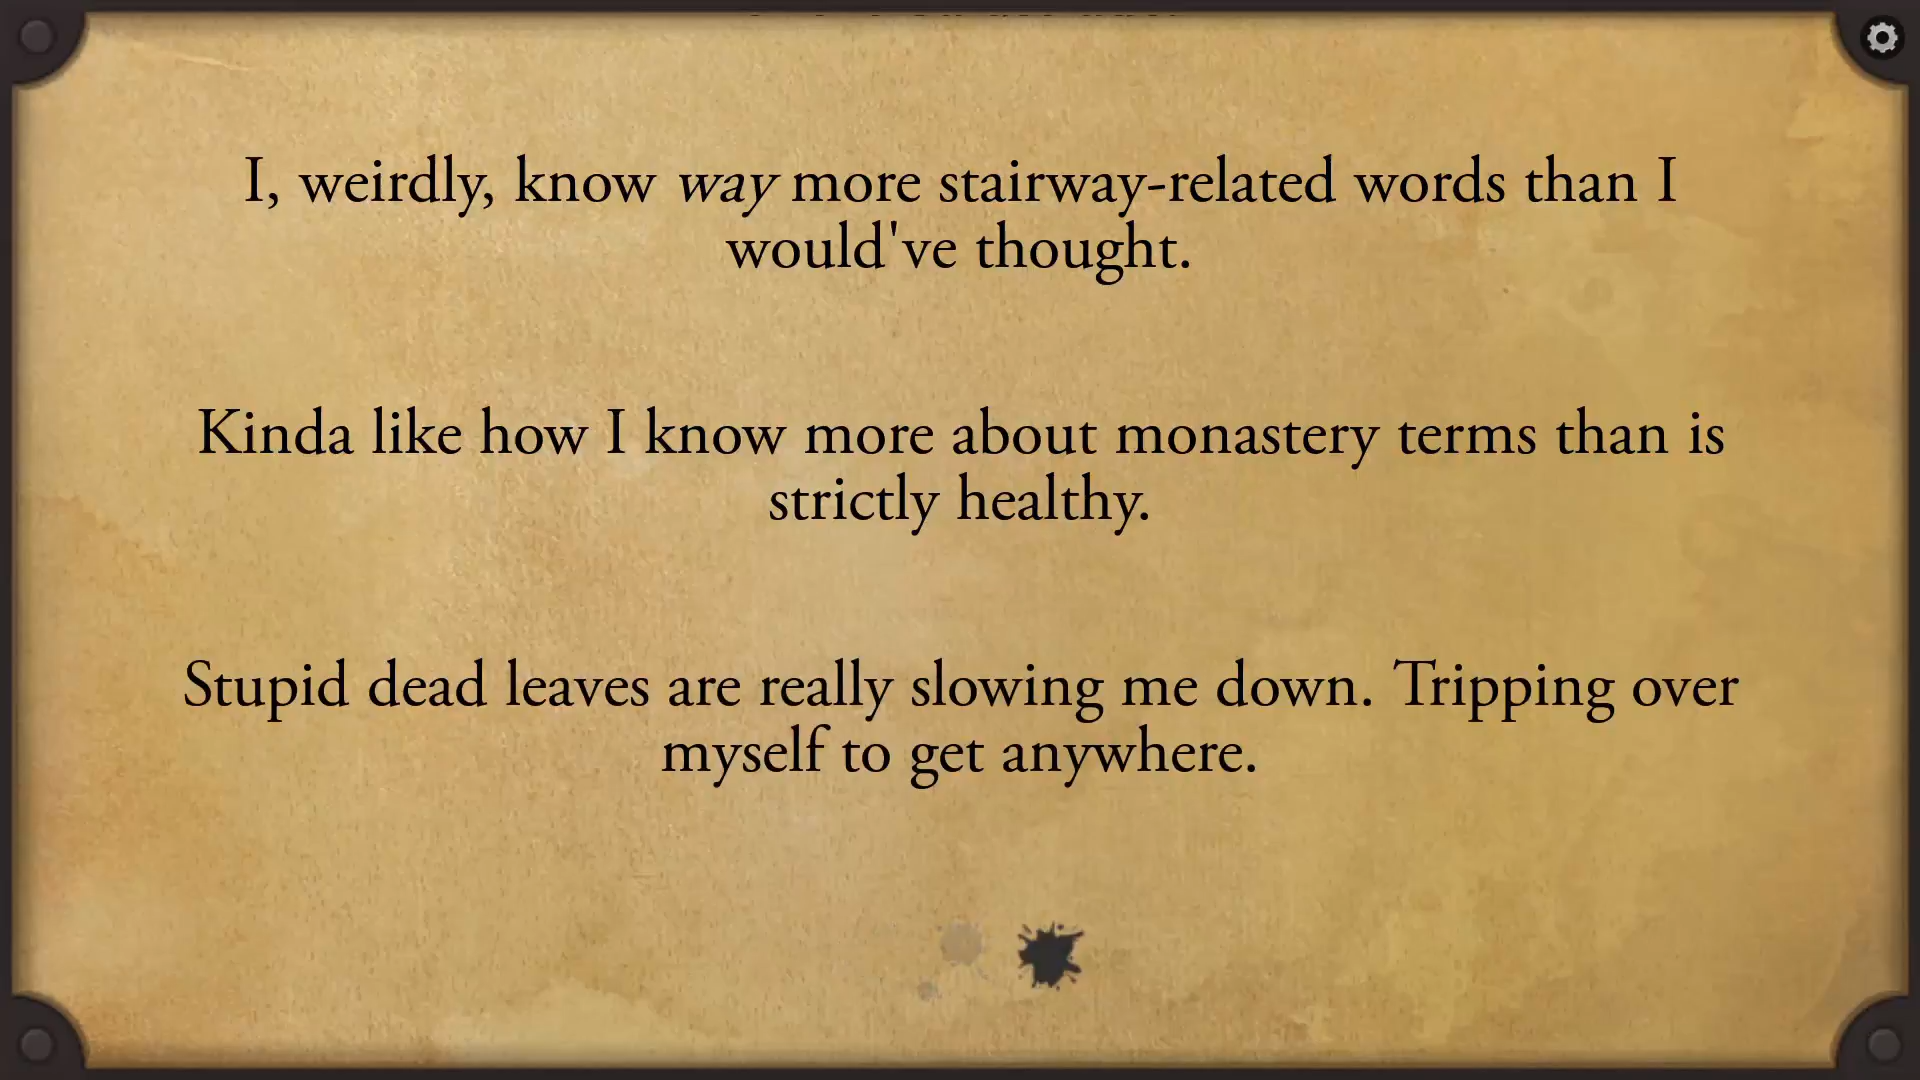 I, weirdly, know way more stairway-related words than I
would've thought.
Kinda like how I know more about monastery terms than is
strictly healthy.
Stupid dead leaves are really slowing me down. Tripping over
myself to get anywhere.